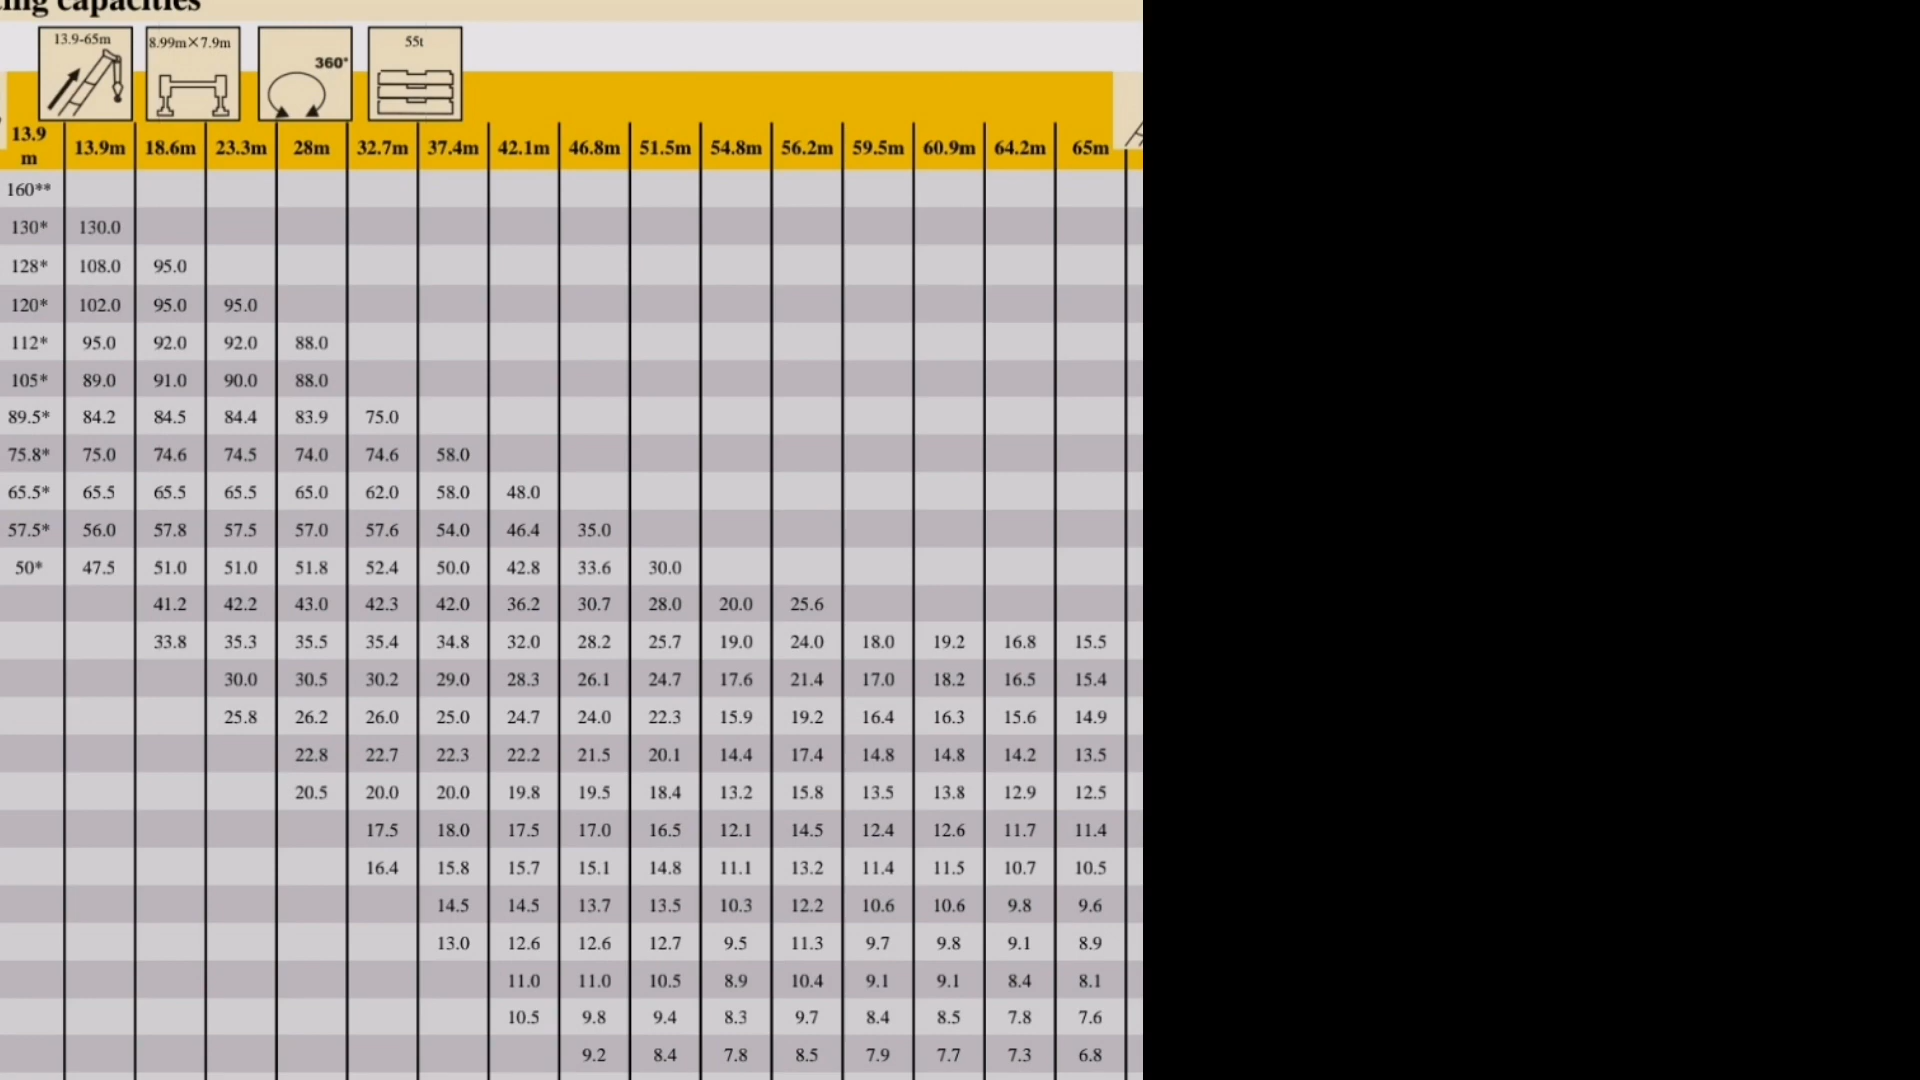 ing capacities
13.9-65m 8.99m×7.9m 360° 55t
13.9 m 13.9m 18.6m 23.3m 28m 32.7m 37.4m 42.1m 46.8m 51.5m 54.8m 56.2m 59.5m 60.9m 64.2m 65m
160**
130* 130.0
128* 108.0 95.0
120* 102.0 95.0 95.0
112* 95.0 92.0 92.0 88.0
105* 89.0 91.0 90.0 88.0
89.5* 84.2 84.5 84.4 83.9 75.0
75.8* 75.0 74.6 74.5 74.0 74.6 58.0
65.5* 65.5 65.5 65.5 65.0 62.0 58.0 48.0
57.5* 56.0 57.8 57.5 57.0 57.6 54.0 46.4 35.0
50* 47.5 51.0 51.0 51.8 52.4 50.0 42.8 33.6 30.0
41.2 42.2 43.0 42.3 42.0 36.2 30.7 28.0 20.0 25.6
33.8 35.3 35.5 35.4 34.8 32.0 28.2 25.7 19.0 24.0 18.0 19.2 16.8 15.5
30.0 30.5 30.2 29.0 28.3 26.1 24.7 17.6 21.4 17.0 18.2 16.5 15.4
25.8 26.2 26.0 25.0 24.7 24.0 22.3 15.9 19.2 16.4 16.3 15.6 14.9
22.8 22.7 22.3 22.2 21.5 20.1 14.4 17.4 14.8 14.8 14.2 13.5
20.5 20.0 20.0 19.8 19.5 18.4 13.2 15.8 13.5 13.8 12.9 12.5
17.5 18.0 17.5 17.0 16.5 12.1 14.5 12.4 12.6 11.7 11.4
16.4 15.8 15.7 15.1 14.8 11.1 13.2 11.4 11.5 10.7 10.5
14.5 14.5 13.7 13.5 10.3 12.2 10.6 10.6 9.8 9.6
13.0 12.6 12.6 12.7 9.5 11.3 9.7 9.8 9.1 8.9
11.0 11.0 10.5 8.9 10.4 9.1 9.1 8.4 8.1
10.5 9.8 9.4 8.3 9.7 8.4 8.5 7.8 7.6
9.2 8.4 7.8 8.5 7.9 7.7 7.3 6.8